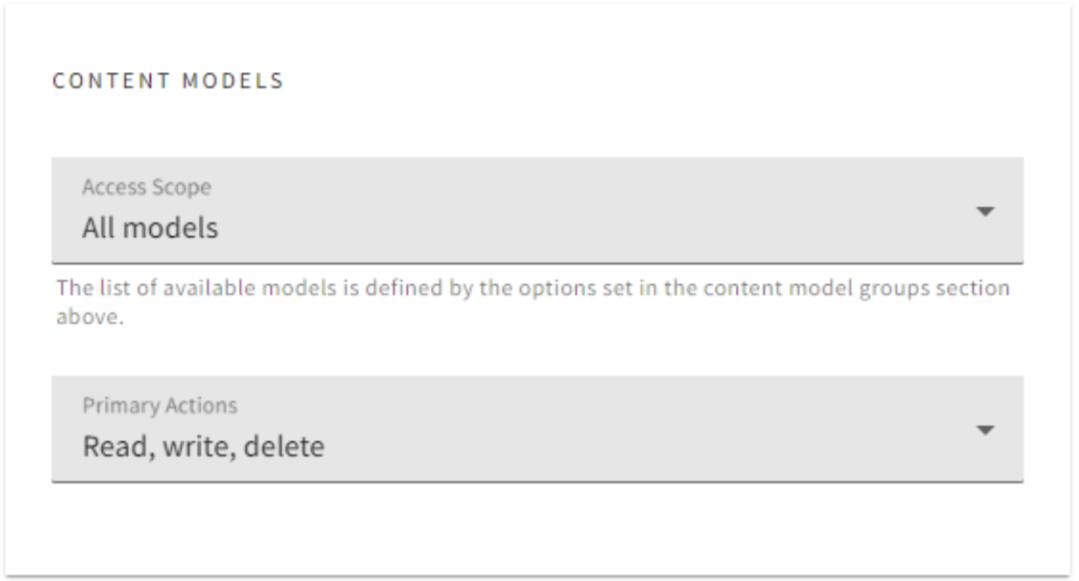 CONTENT MODELS
Access Scope
All models
The list of available models is defined by the options set in the content model groups section
above.
Primary Actions
Read, write, delete